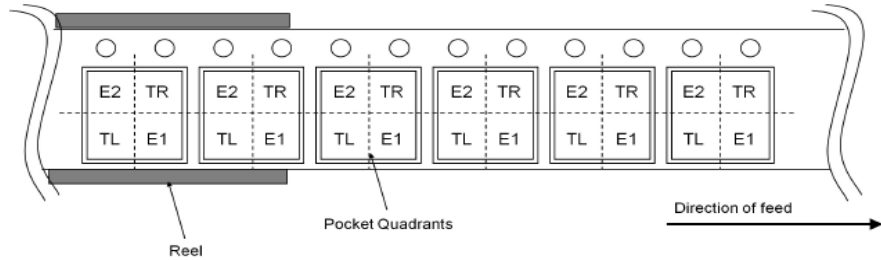 E2 TR E2 TR E2 TR E2 TR E2 TR E2 TR
TL E1 TL E1 TL E1 TL E1 TL E1 TL E1
Direction of feed
Pocket Quadrants
Reel